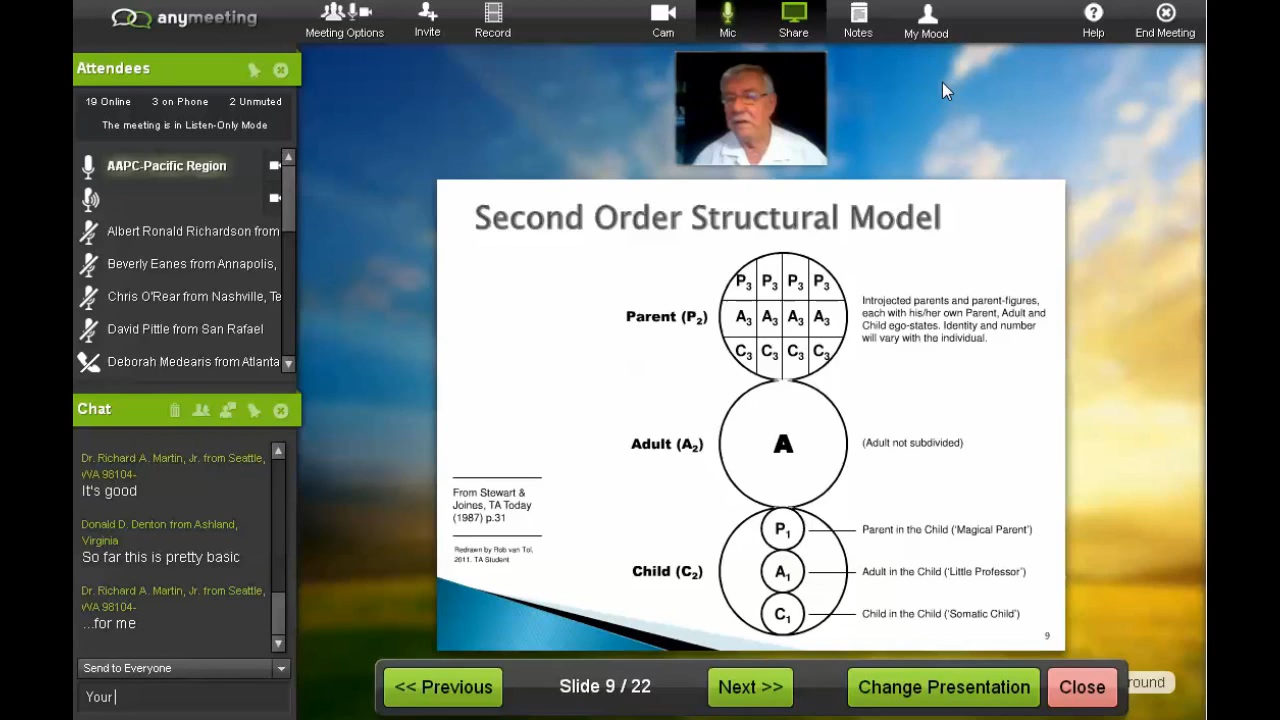 anymeeting
Meeting Options
Invite
Record
Cam
Mic
Share
Notes
My Mood
Help
End Meeting
Attendees
19 Online 3 on Phone 2 Unmuted
The meeting is in Listen-Only Mode
AAPC-Pacific Region
Albert Ronald Richardson from
Beverly Eanes from Annapolis,
Chris O'Rear from Nashville, Te
David Pittle from San Rafael
Deborah Medearis from Atlanta
Chat
Dr. Richard A. Martin, Jr. from Seattle,
WA 98104-
It's good
Donald D. Denton from Ashland,
Virginia
So far this is pretty basic
Dr. Richard A. Martin, Jr. from Seattle,
WA 98104-
...for me
Send to Everyone
Your
Second Order Structural Model
Parent (P₂)
P₃ P₃ P₃ P₃
A₃ A₃ A₃ A₃
C₃ C₃ C₃ C₃
Introjected parents and parent-figures,
each with his/her own Parent, Adult and
Child ego-states. Identity and number
will vary with the individual.
Adult (A₂)
A
(Adult not subdivided)
From Stewart &
Joines, TA Today
(1987) p.31
Redrawn by Rob van Tol,
2011. TA Student
Child (C₂)
P₁
Parent in the Child ('Magical Parent')
A₁
Adult in the Child ('Little Professor')
C₁
Child in the Child ('Somatic Child')
9
<< Previous
Slide 9 / 22
Next >>
Change Presentation
Close
round